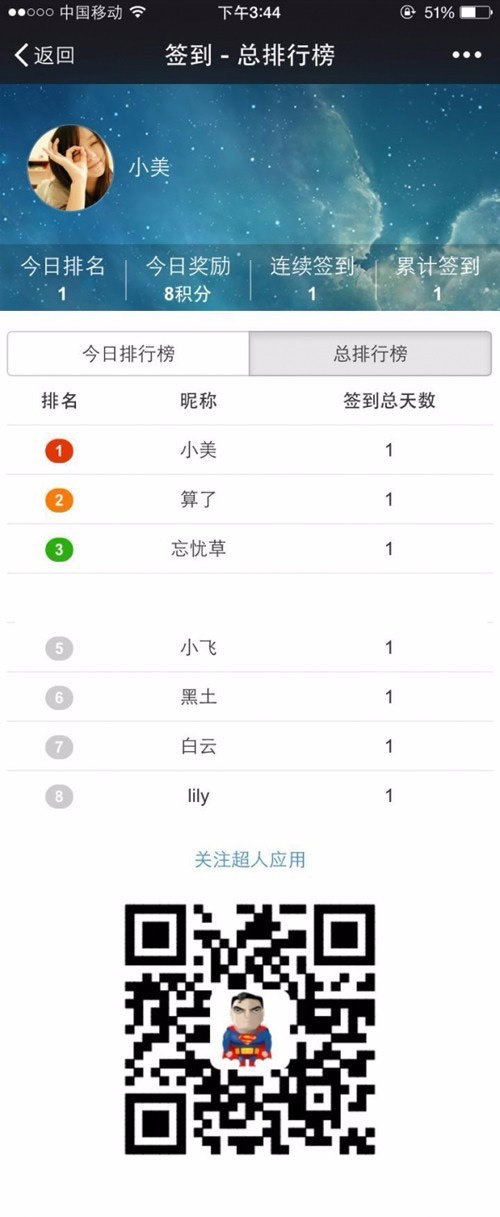 中国移动 下午3:44 51%
返回 签到 - 总排行榜
小美
今日排名 今日奖励 连续签到 累计签到
1 8积分 1 1
今日排行榜 总排行榜
排名 昵称 签到总天数
1 小美 1
2 算了 1
3 忘忧草 1
5 小飞 1
6 黑土 1
7 白云 1
8 lily 1
关注超人应用